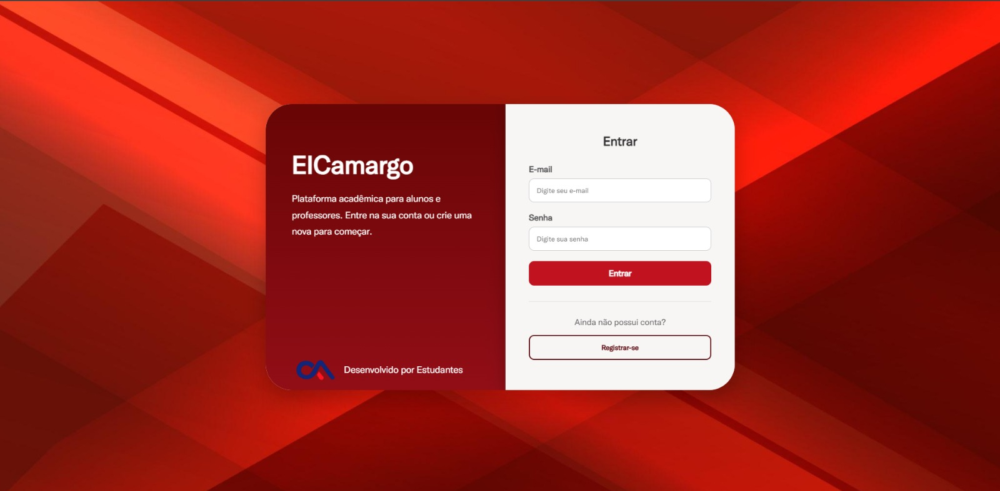 ElCamargo
Plataforma acadêmica para alunos e
professores. Entre na sua conta ou crie uma
nova para começar.
Desenvolvido por Estudantes
Entrar
E-mail
Digite seu e-mail
Senha
Digite sua senha
Entrar
Ainda não possui conta?
Registrar-se